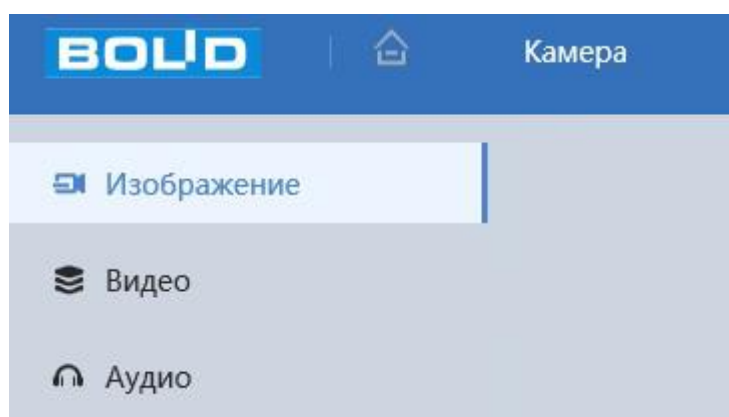 BOLID
Камера
Изображение
Видео
Аудио